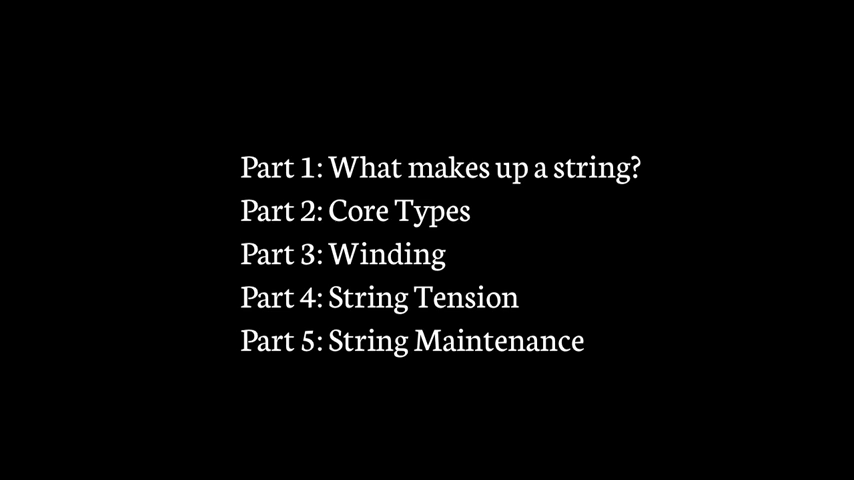 Part 1: What makes up a string?
Part 2: Core Types
Part 3: Winding
Part 4: String Tension
Part 5: String Maintenance